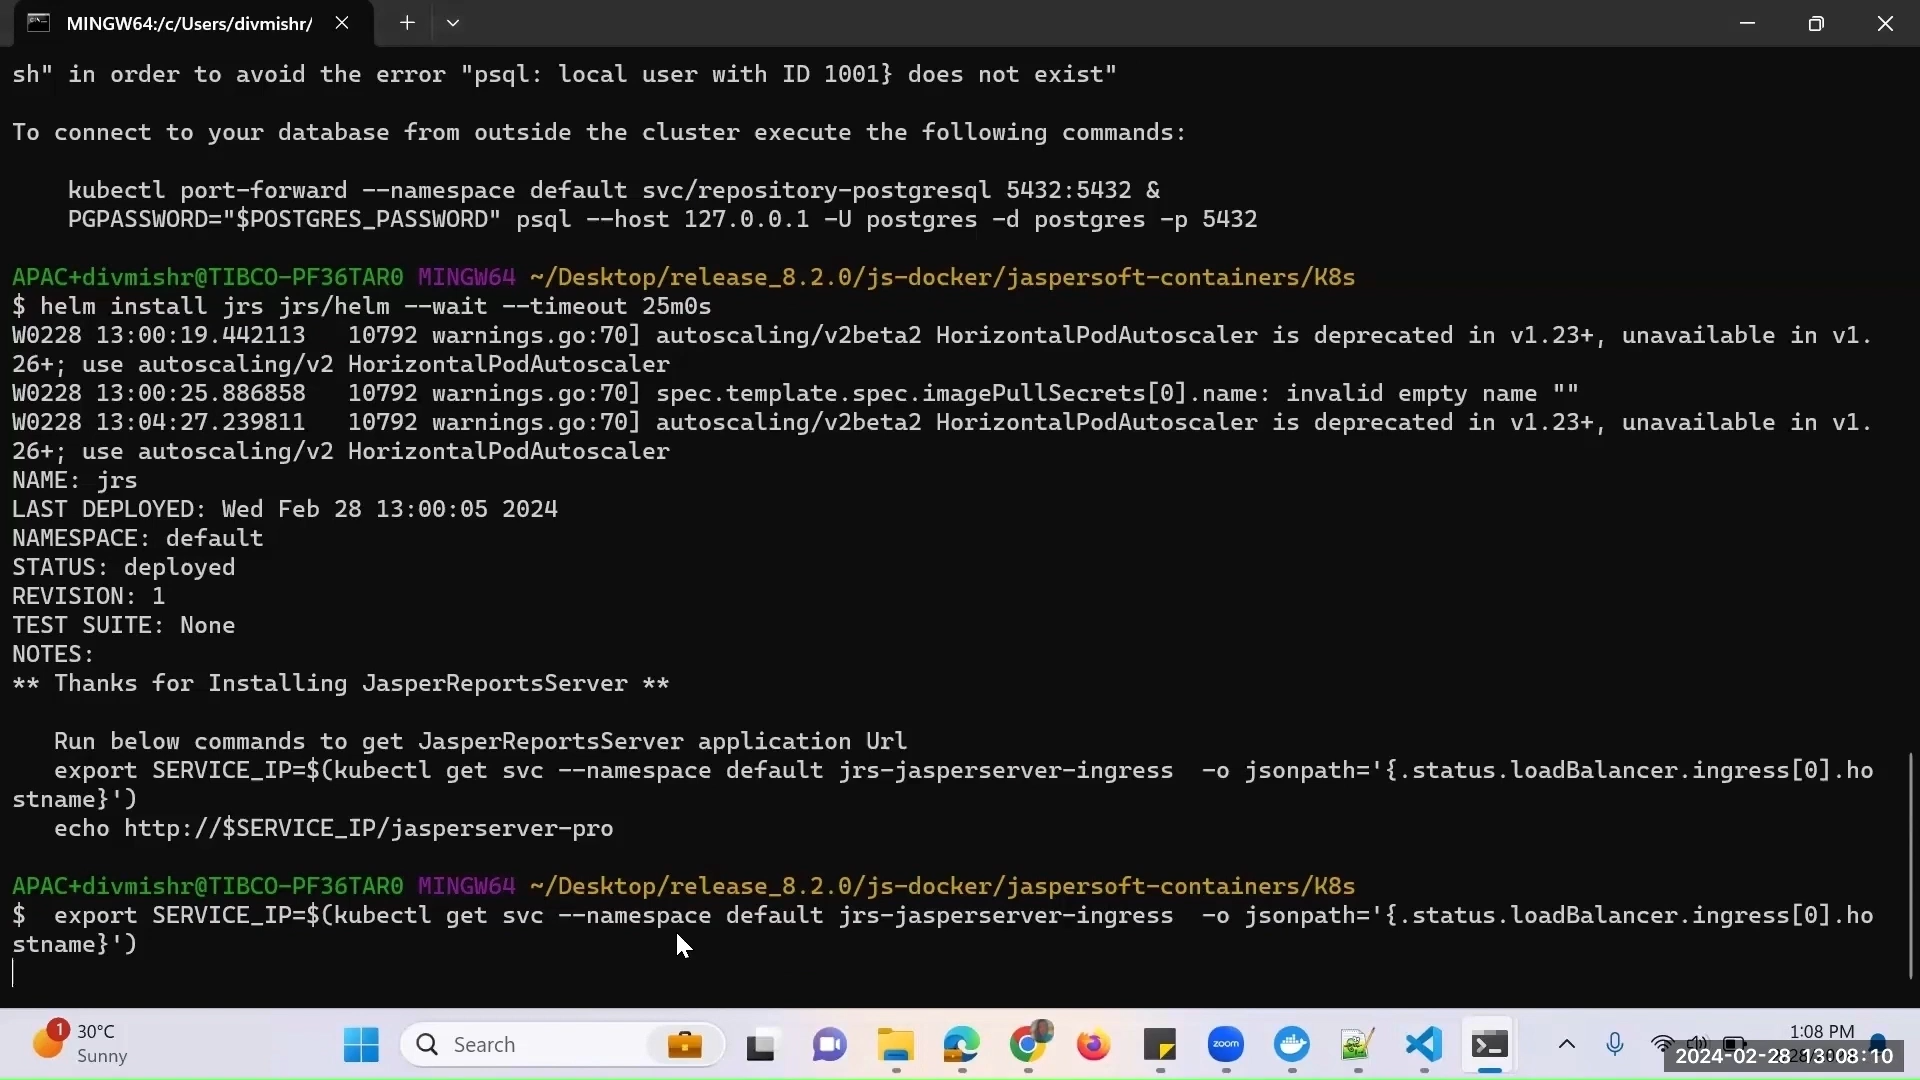 MINGW64:/c/Users/divmishr/
sh" in order to avoid the error "psql: local user with ID 1001} does not exist"
To connect to your database from outside the cluster execute the following commands:
kubectl port-forward --namespace default svc/repository-postgresql 5432:5432 &
PGPASSWORD="$POSTGRES_PASSWORD" psql --host 127.0.0.1 -U postgres -d postgres -p 5432
APAC+divmishr@TIBCO-PF36TAR0 MINGW64 ~/Desktop/release_8.2.0/js-docker/jaspersoft-containers/K8s
$ helm install jrs jrs/helm --wait --timeout 25m0s
W0228 13:00:19.442113   10792 warnings.go:70] autoscaling/v2beta2 HorizontalPodAutoscaler is deprecated in v1.23+, unavailable in v1.
26+; use autoscaling/v2 HorizontalPodAutoscaler
W0228 13:00:25.886858   10792 warnings.go:70] spec.template.spec.imagePullSecrets[0].name: invalid empty name ""
W0228 13:04:27.239811   10792 warnings.go:70] autoscaling/v2beta2 HorizontalPodAutoscaler is deprecated in v1.23+, unavailable in v1.
26+; use autoscaling/v2 HorizontalPodAutoscaler
NAME: jrs
LAST DEPLOYED: Wed Feb 28 13:00:05 2024
NAMESPACE: default
STATUS: deployed
REVISION: 1
TEST SUITE: None
NOTES:
** Thanks for Installing JasperReportsServer **
Run below commands to get JasperReportsServer application Url
export SERVICE_IP=$(kubectl get svc --namespace default jrs-jasperserver-ingress  -o jsonpath='{.status.loadBalancer.ingress[0].ho
stname}')
echo http://$SERVICE_IP/jasperserver-pro
APAC+divmishr@TIBCO-PF36TAR0 MINGW64 ~/Desktop/release_8.2.0/js-docker/jaspersoft-containers/K8s
$  export SERVICE_IP=$(kubectl get svc --namespace default jrs-jasperserver-ingress  -o jsonpath='{.status.loadBalancer.ingress[0].ho
stname}')
1
30°C
Sunny
Search
zoom
1:08 PM
2024-02-28 13:08:10